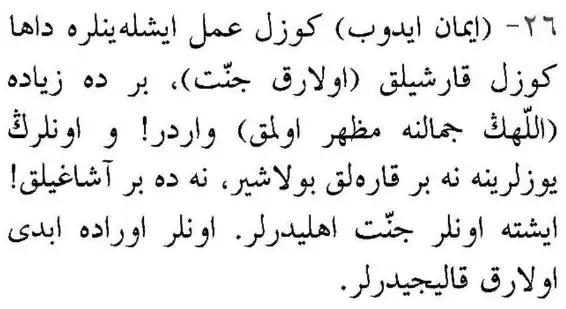 ٢٦- (ايمان ايدوب) كوزل عمل ايشله‌ينلره داها
كوزل قارشيلق (اولارق جنّت)، بر ده زياده
(اللّٰهڭ جمالنه مظهر اولمق) واردر! و اونلرڭ
يوزلرينه نه بر قاره‌لق بولاشير، نه ده بر آشاغيلق!
ايشته اونلر جنّت اهليدرلر. اونلر اوراده ابدى
اولارق قاليجيدرلر.